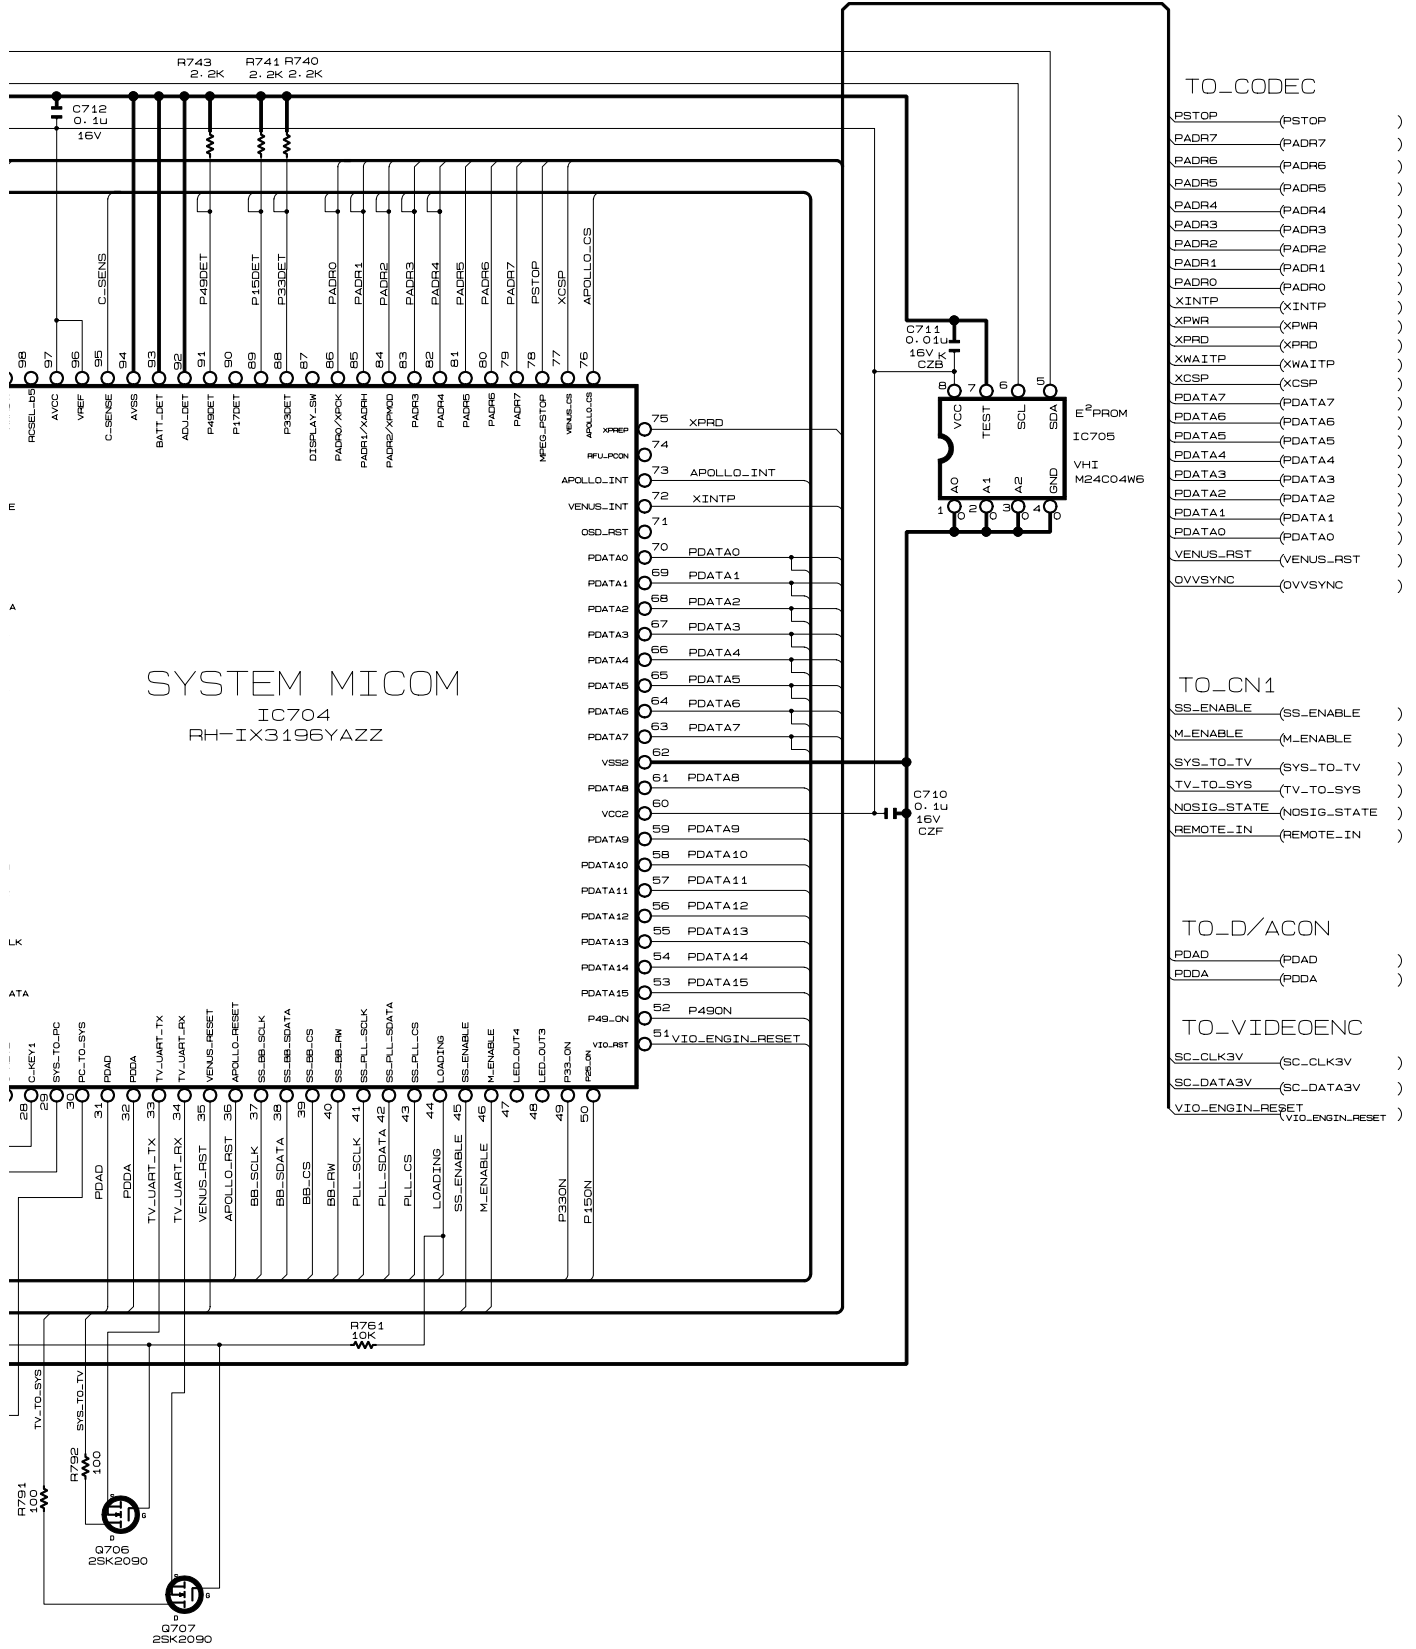 R743
2.2K
R741
2.2K
R740
2.2K
C712
0.1u
16V
C_SENS
P49DET
P15DET
P33DET
PADR0
PADR1
PADR2
PADR3
PADR4
PADR5
PADR6
PADR7
PSTOP
XCSP
APOLLO_CS
98
97
96
95
94
93
92
91
90
89
88
87
86
85
84
83
82
81
80
79
78
77
76
RCSEL_b5
AVCC
VREF
C_SENSE
AVSS
BATT_DET
ADJ_DET
P49DET
P17DET
P33DET
DISPLAY_SW
PADR0/XPCK
PADR1/XADRH
PADR2/XPMOD
PADR3
PADR4
PADR5
PADR6
PADR7
MPEG_PSTOP
VENUS_CS
APOLLO_CS
XPREP 75 XPRD
RFU_PCON 74
APOLLO_INT 73 APOLLO_INT
VENUS_INT 72 XINTP
OSD_RST 71
PDATA0 70 PDATA0
PDATA1 69 PDATA1
PDATA2 68 PDATA2
PDATA3 67 PDATA3
PDATA4 66 PDATA4
PDATA5 65 PDATA5
PDATA6 64 PDATA6
PDATA7 63 PDATA7
VSS2 62
PDATA8 61 PDATA8
VCC2 60
PDATA9 59 PDATA9
PDATA10 58 PDATA10
PDATA11 57 PDATA11
PDATA12 56 PDATA12
PDATA13 55 PDATA13
PDATA14 54 PDATA14
PDATA15 53 PDATA15
P49_ON 52 P49ON
VIO_RST 51 VIO_ENGIN_RESET
E
A
LK
ATA
SYSTEM MICOM
IC704
RH-IX3196YAZZ
C-KEY1
SYS_TO_PC
PC_TO_SYS
PDAD
PDDA
TV_UART_TX
TV_UART_RX
VENUS-RESET
APOLLO-RESET
SS_BB_SCLK
SS_BB_SDATA
SS_BB_CS
SS_BB_RW
SS_PLL_SCLK
SS_PLL_SDATA
SS_PLL_CS
LOADING
SS_ENABLE
M_ENABLE
LED_OUT4
LED_OUT3
P33_ON
P25_ON
28
29
30
31
32
33
34
35
36
37
38
39
40
41
42
43
44
45
46
47
48
49
50
PDAD
PDDA
TV_UART_TX
TV_UART_RX
VENUS_RST
APOLLO_RST
BB_SCLK
BB_SDATA
BB_CS
BB_RW
PLL_SCLK
PLL_SDATA
PLL_CS
LOADING
SS_ENABLE
M_ENABLE
P33ON
P15ON
R761
10K
TV_TO_SYS
SYS_TO_TV
R791
100
R792
100
S
G
D
Q706
2SK2090
S
G
D
Q707
2SK2090
C711
0.01u
16V K
CZB
8
7
6
5
VCC
TEST
SCL
SDA
A0
A1
A2
GND
1
0
2
0
3
0
4
0
E²PROM
IC705
VHI
M24C04W6
C710
0.1u
16V
CZF
TO_CODEC
PSTOP (PSTOP )
PADR7 (PADR7 )
PADR6 (PADR6 )
PADR5 (PADR5 )
PADR4 (PADR4 )
PADR3 (PADR3 )
PADR2 (PADR2 )
PADR1 (PADR1 )
PADR0 (PADR0 )
XINTP (XINTP )
XPWR (XPWR )
XPRD (XPRD )
XWAITP (XWAITP )
XCSP (XCSP )
PDATA7 (PDATA7 )
PDATA6 (PDATA6 )
PDATA5 (PDATA5 )
PDATA4 (PDATA4 )
PDATA3 (PDATA3 )
PDATA2 (PDATA2 )
PDATA1 (PDATA1 )
PDATA0 (PDATA0 )
VENUS_RST (VENUS_RST )
OVVSYNC (OVVSYNC )
TO_CN1
SS_ENABLE (SS_ENABLE )
M_ENABLE (M_ENABLE )
SYS_TO_TV (SYS_TO_TV )
TV_TO_SYS (TV_TO_SYS )
NOSIG_STATE (NOSIG_STATE )
REMOTE_IN (REMOTE_IN )
TO_D/ACON
PDAD (PDAD )
PDDA (PDDA )
TO_VIDEOENC
SC_CLK3V (SC_CLK3V )
SC_DATA3V (SC_DATA3V )
VIO_ENGIN_RESET (VIO_ENGIN_RESET )